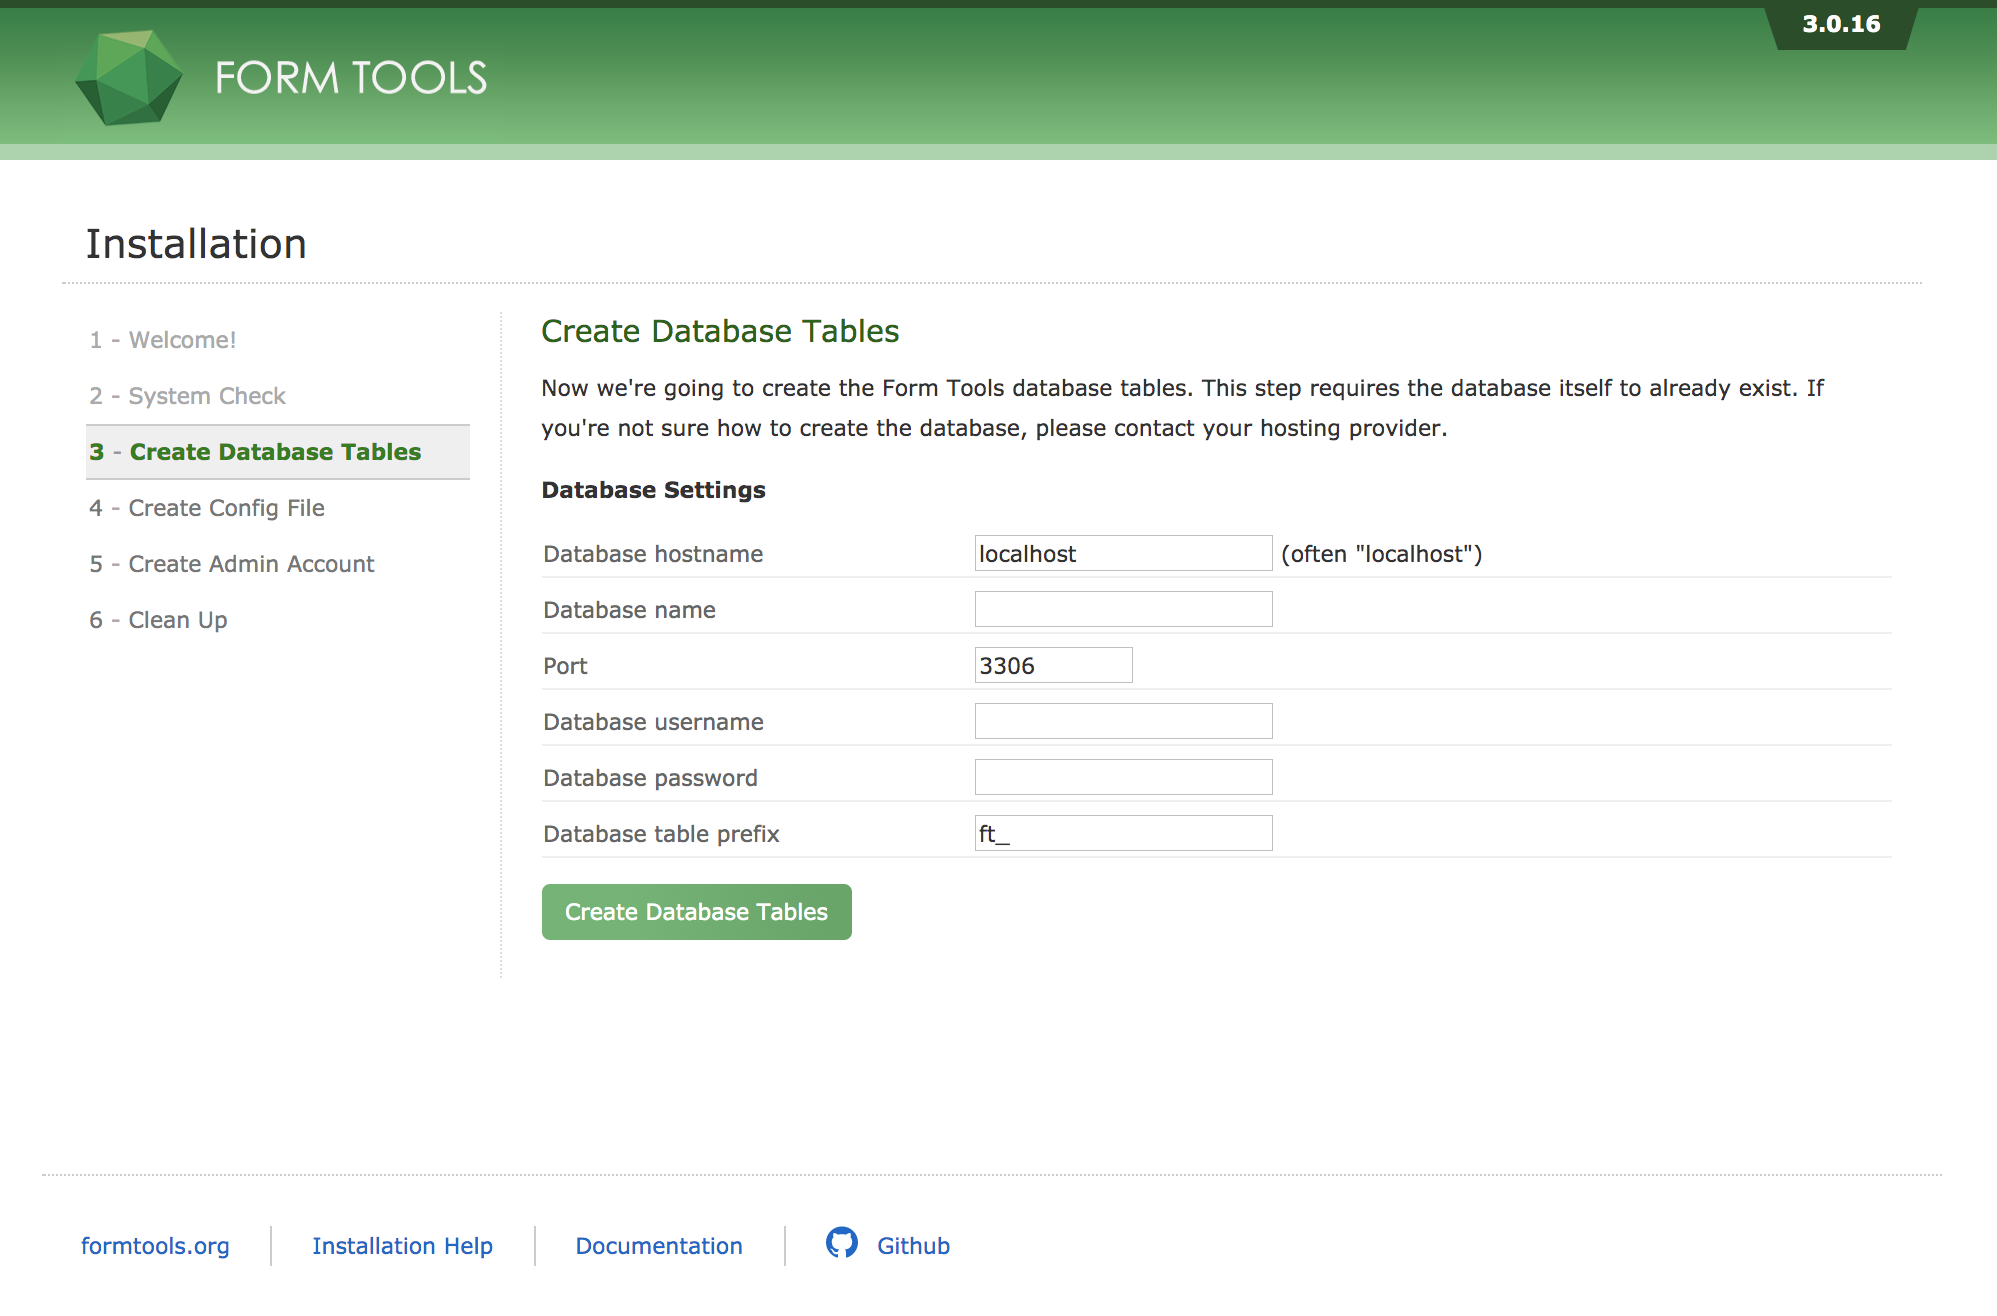 FORM TOOLS
3.0.16
Installation
1 - Welcome!
2 - System Check
3 - Create Database Tables
4 - Create Config File
5 - Create Admin Account
6 - Clean Up
Create Database Tables
Now we're going to create the Form Tools database tables. This step requires the database itself to already exist. If
you're not sure how to create the database, please contact your hosting provider.
Database Settings
Database hostname localhost (often "localhost")
Database name
Port 3306
Database username
Database password
Database table prefix ft_
Create Database Tables
formtools.org Installation Help Documentation Github